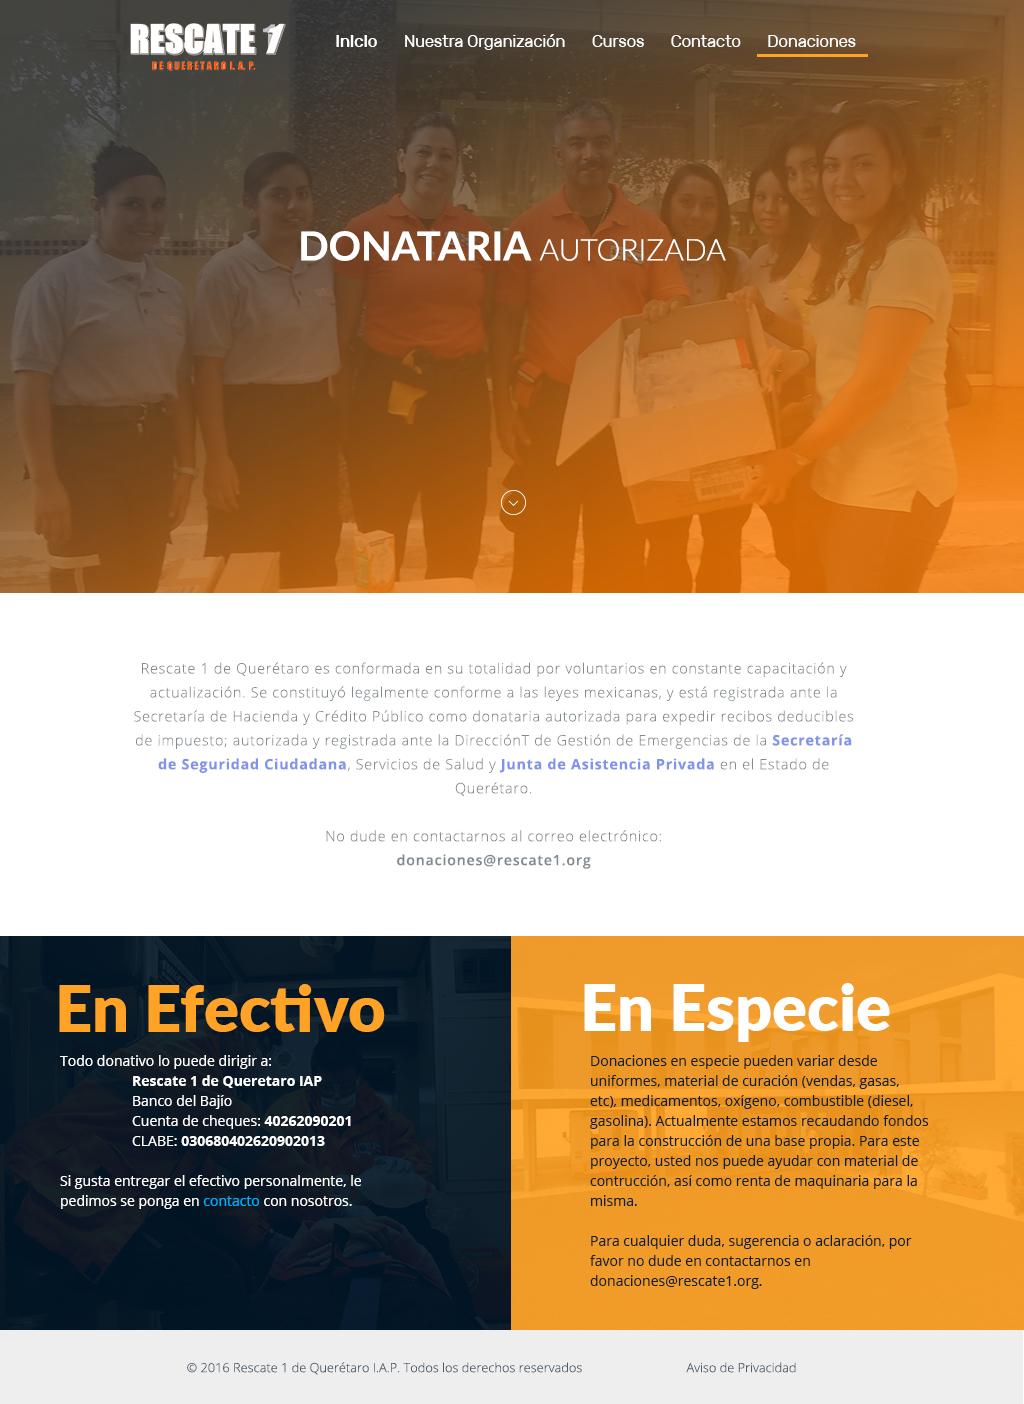 RESCATE 1
DE QUERETARO I. A. P.
Inicio
Nuestra Organización
Cursos
Contacto
Donaciones
DONATARIA AUTORIZADA
Rescate 1 de Querétaro es conformada en su totalidad por voluntarios en constante capacitación y
actualización. Se constituyó legalmente conforme a las leyes mexicanas, y está registrada ante la
Secretaría de Hacienda y Crédito Público como donataria autorizada para expedir recibos deducibles
de impuesto; autorizada y registrada ante la DirecciónT de Gestión de Emergencias de la Secretaría
de Seguridad Ciudadana, Servicios de Salud y Junta de Asistencia Privada en el Estado de
Querétaro.
No dude en contactarnos al correo electrónico:
donaciones@rescate1.org
En Efectivo
Todo donativo lo puede dirigir a:
Rescate 1 de Queretaro IAP
Banco del Bajío
Cuenta de cheques: 40262090201
CLABE: 030680402620902013
Si gusta entregar el efectivo personalmente, le
pedimos se ponga en contacto con nosotros.
En Especie
Donaciones en especie pueden variar desde
uniformes, material de curación (vendas, gasas,
etc), medicamentos, oxígeno, combustible (diesel,
gasolina). Actualmente estamos recaudando fondos
para la construcción de una base propia. Para este
proyecto, usted nos puede ayudar con material de
contrucción, así como renta de maquinaria para la
misma.
Para cualquier duda, sugerencia o aclaración, por
favor no dude en contactarnos en
donaciones@rescate1.org.
© 2016 Rescate 1 de Querétaro I.A.P. Todos los derechos reservados
Aviso de Privacidad